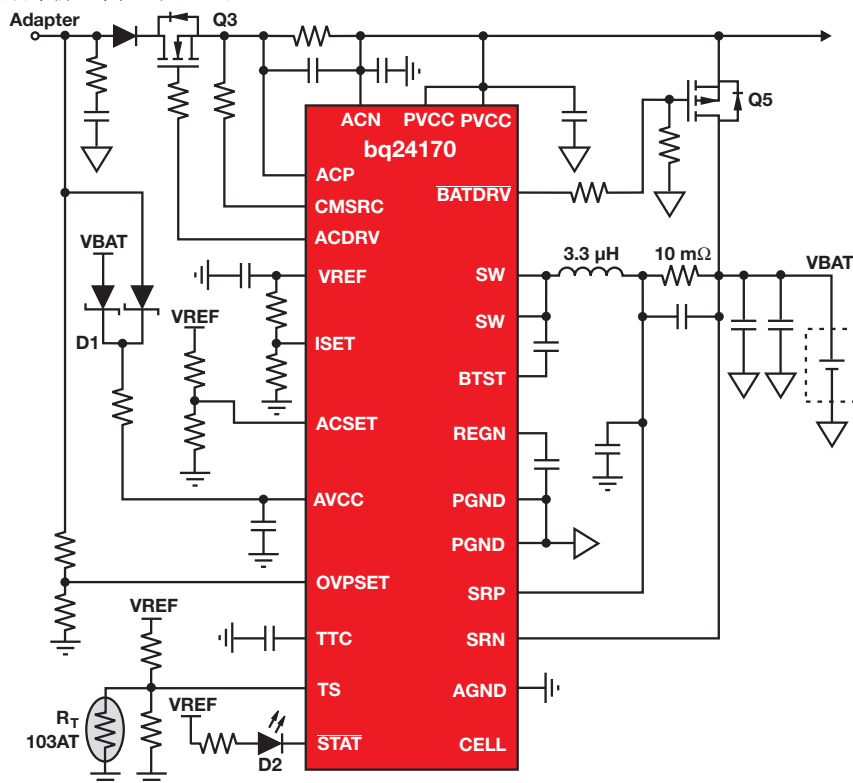 Adapter
Q3
ACN
PVCC
PVCC
Q5
bq24170
ACP
BATDRV
CMSRC
VBAT
ACDRV
3.3 µH
10 mΩ
VBAT
VREF
SW
VREF
SW
D1
ISET
BTST
ACSET
REGN
AVCC
PGND
PGND
OVPSET
SRP
VREF
TTC
SRN
TS
AGND
VREF
RT
103AT
STAT
CELL
D2